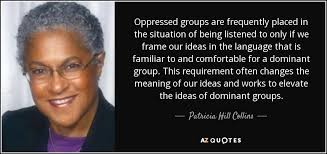 Oppressed groups are frequently placed in
the situation of being listened to only if we
frame our ideas in the language that is
familiar to and comfortable for a dominant
group. This requirement often changes the
meaning of our ideas and works to elevate
the ideas of dominant groups.
Patricia Hill Collins
AZ QUOTES